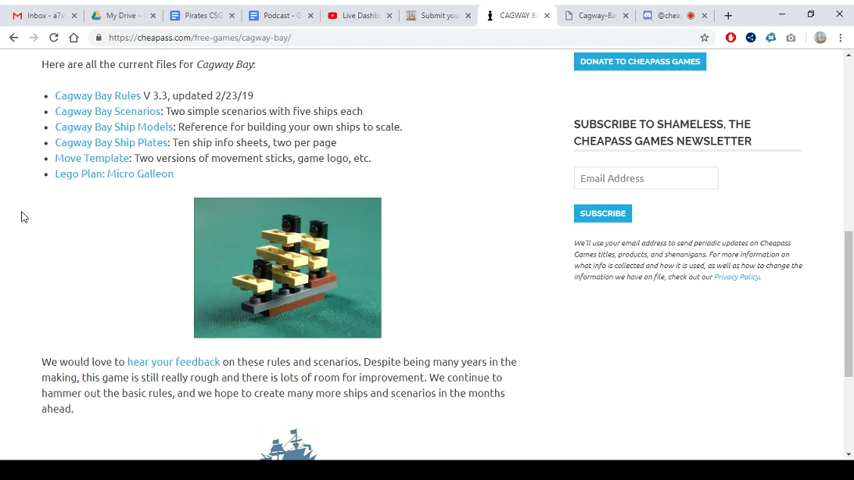 Inbox - a7x
My Drive -
Pirates CSG
Podcast - G
Live Dashb
Submit you
CAGWAY B
Cagway-Bay
@cheap
https://cheapass.com/free-games/cagway-bay/
Here are all the current files for Cagway Bay:
Cagway Bay Rules V 3.3, updated 2/23/19
Cagway Bay Scenarios: Two simple scenarios with five ships each
Cagway Bay Ship Models: Reference for building your own ships to scale.
Cagway Bay Ship Plates: Ten ship info sheets, two per page
Move Template: Two versions of movement sticks, game logo, etc.
Lego Plan: Micro Galleon
We would love to hear your feedback on these rules and scenarios. Despite being many years in the
making, this game is still really rough and there is lots of room for improvement. We continue to
hammer out the basic rules, and we hope to create many more ships and scenarios in the months
ahead.
DONATE TO CHEAPASS GAMES
SUBSCRIBE TO SHAMELESS, THE
CHEAPASS GAMES NEWSLETTER
Email Address
SUBSCRIBE
We'll use your email address to send periodic updates on Cheapass
Games titles, products, and shenanigans. For more information on
what info is collected and how it is used, as well as how to change the
information we have on file, check out our Privacy Policy.